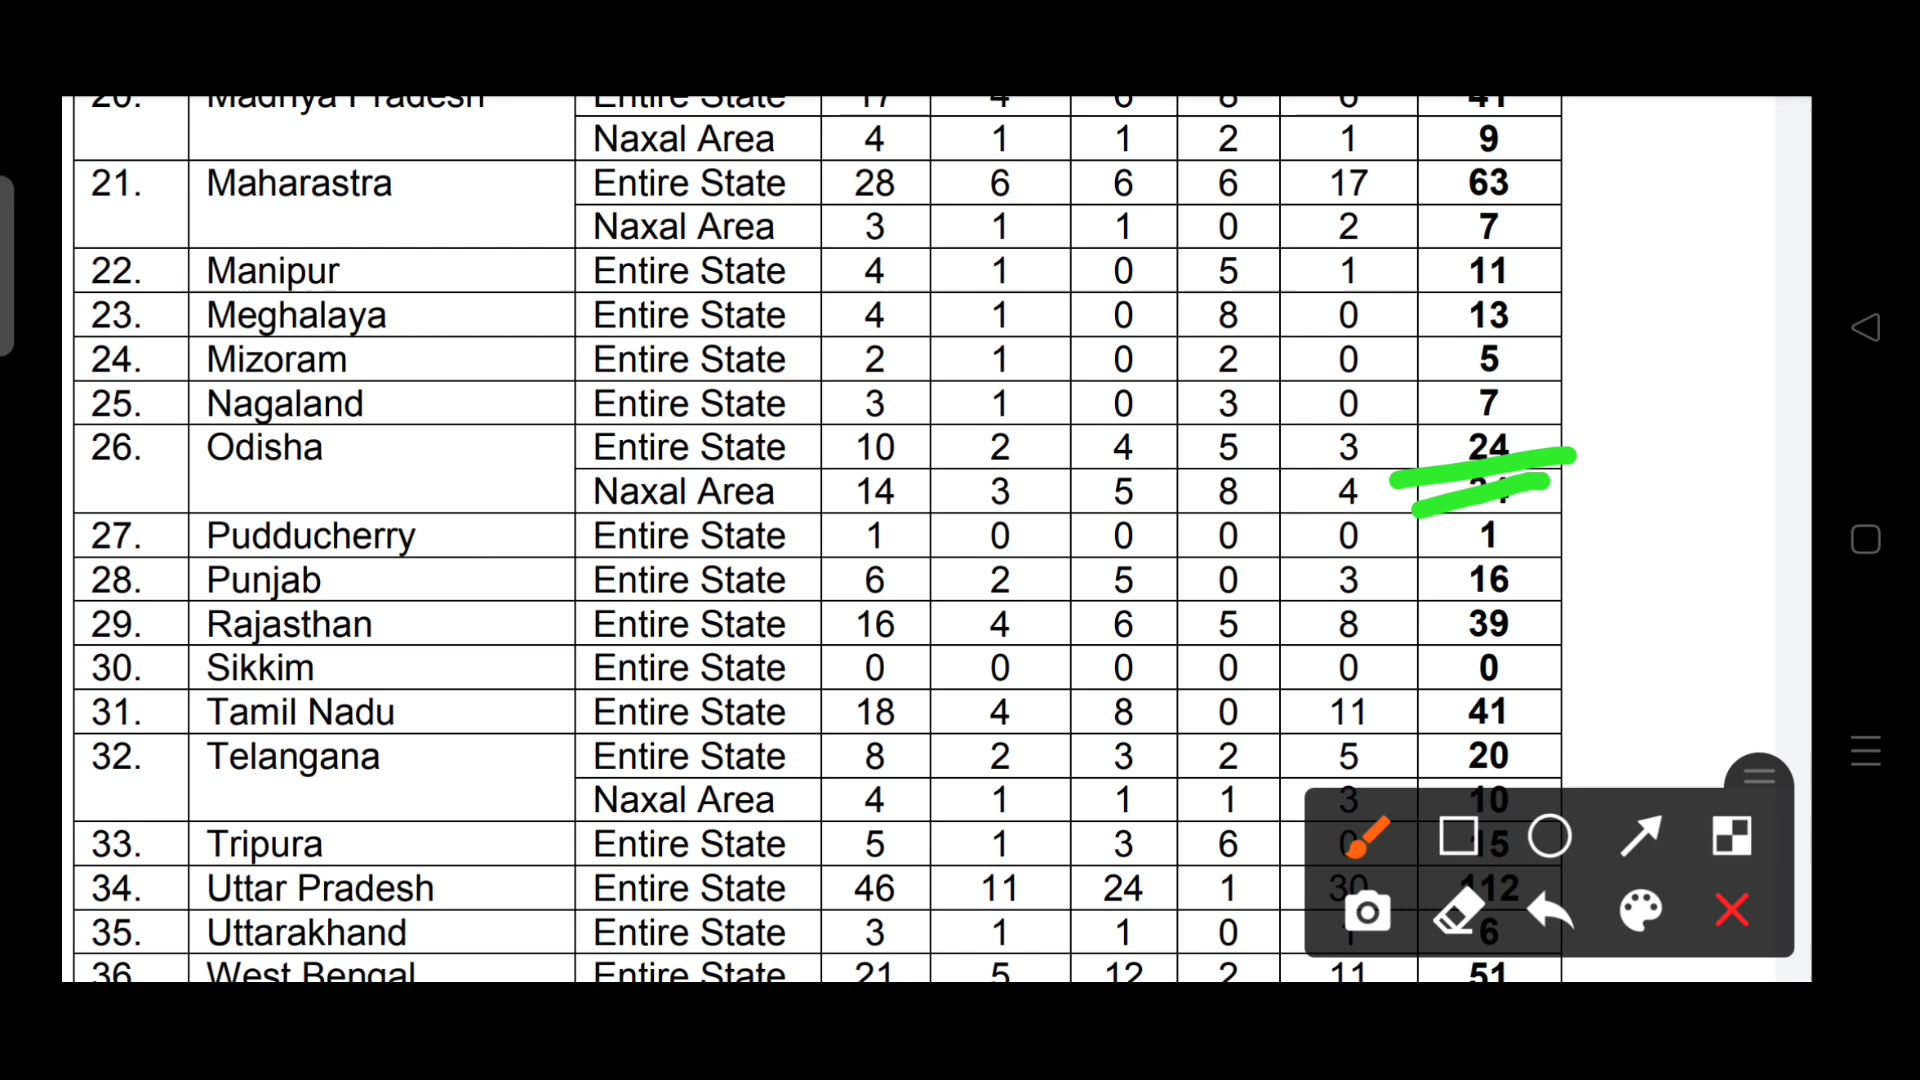 20. Madhya Pradesh Entire State 17 4 6 8 6 41
Naxal Area 4 1 1 2 1 9
21. Maharastra Entire State 28 6 6 6 17 63
Naxal Area 3 1 1 0 2 7
22. Manipur Entire State 4 1 0 5 1 11
23. Meghalaya Entire State 4 1 0 8 0 13
24. Mizoram Entire State 2 1 0 2 0 5
25. Nagaland Entire State 3 1 0 3 0 7
26. Odisha Entire State 10 2 4 5 3 24
Naxal Area 14 3 5 8 4
27. Pudducherry Entire State 1 0 0 0 0 1
28. Punjab Entire State 6 2 5 0 3 16
29. Rajasthan Entire State 16 4 6 5 8 39
30. Sikkim Entire State 0 0 0 0 0 0
31. Tamil Nadu Entire State 18 4 8 0 11 41
32. Telangana Entire State 8 2 3 2 5 20
Naxal Area 4 1 1 1 3 10
33. Tripura Entire State 5 1 3 6 0 15
34. Uttar Pradesh Entire State 46 11 24 1 30 112
35. Uttarakhand Entire State 3 1 1 0 1 6
36 West Bengal Entire State 21 5 12 2 11 51